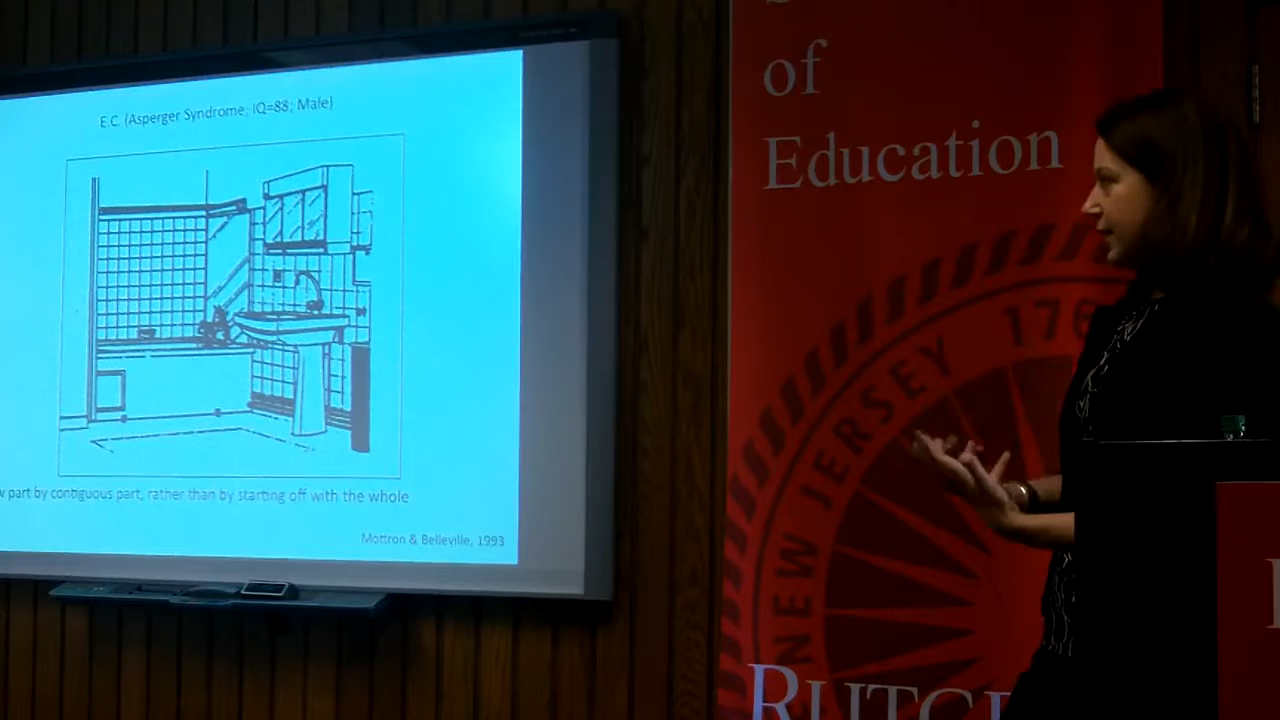 E.C. (Asperger Syndrome; IQ=88; Male)
part by contiguous part, rather than by starting off with the whole
Mottron & Belleville, 1993
of
Education
NEW JERSEY 176
RUTGE